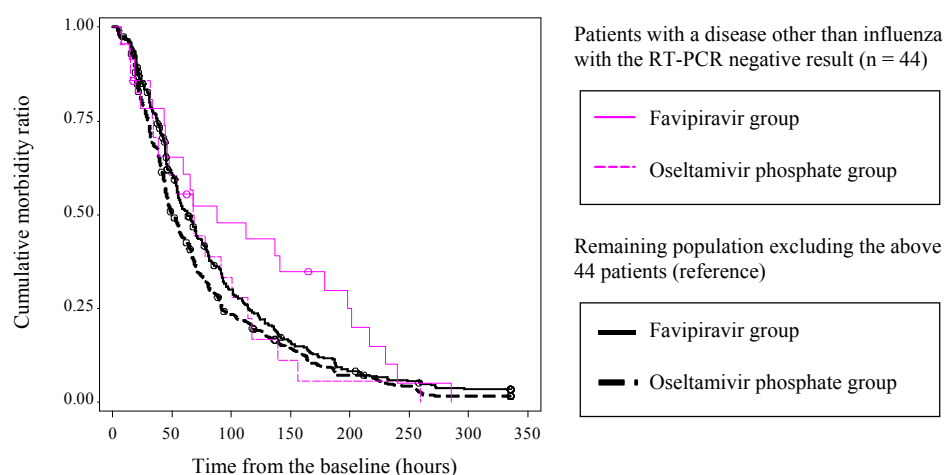 1.00
0.75
0.50
0.25
0.00
Cumulative morbidity ratio
0
50
100
150
200
250
300
350
Time from the baseline (hours)
Patients with a disease other than influenza
with the RT-PCR negative result (n = 44)
Favipiravir group
Oseltamivir phosphate group
Remaining population excluding the above
44 patients (reference)
Favipiravir group
Oseltamivir phosphate group